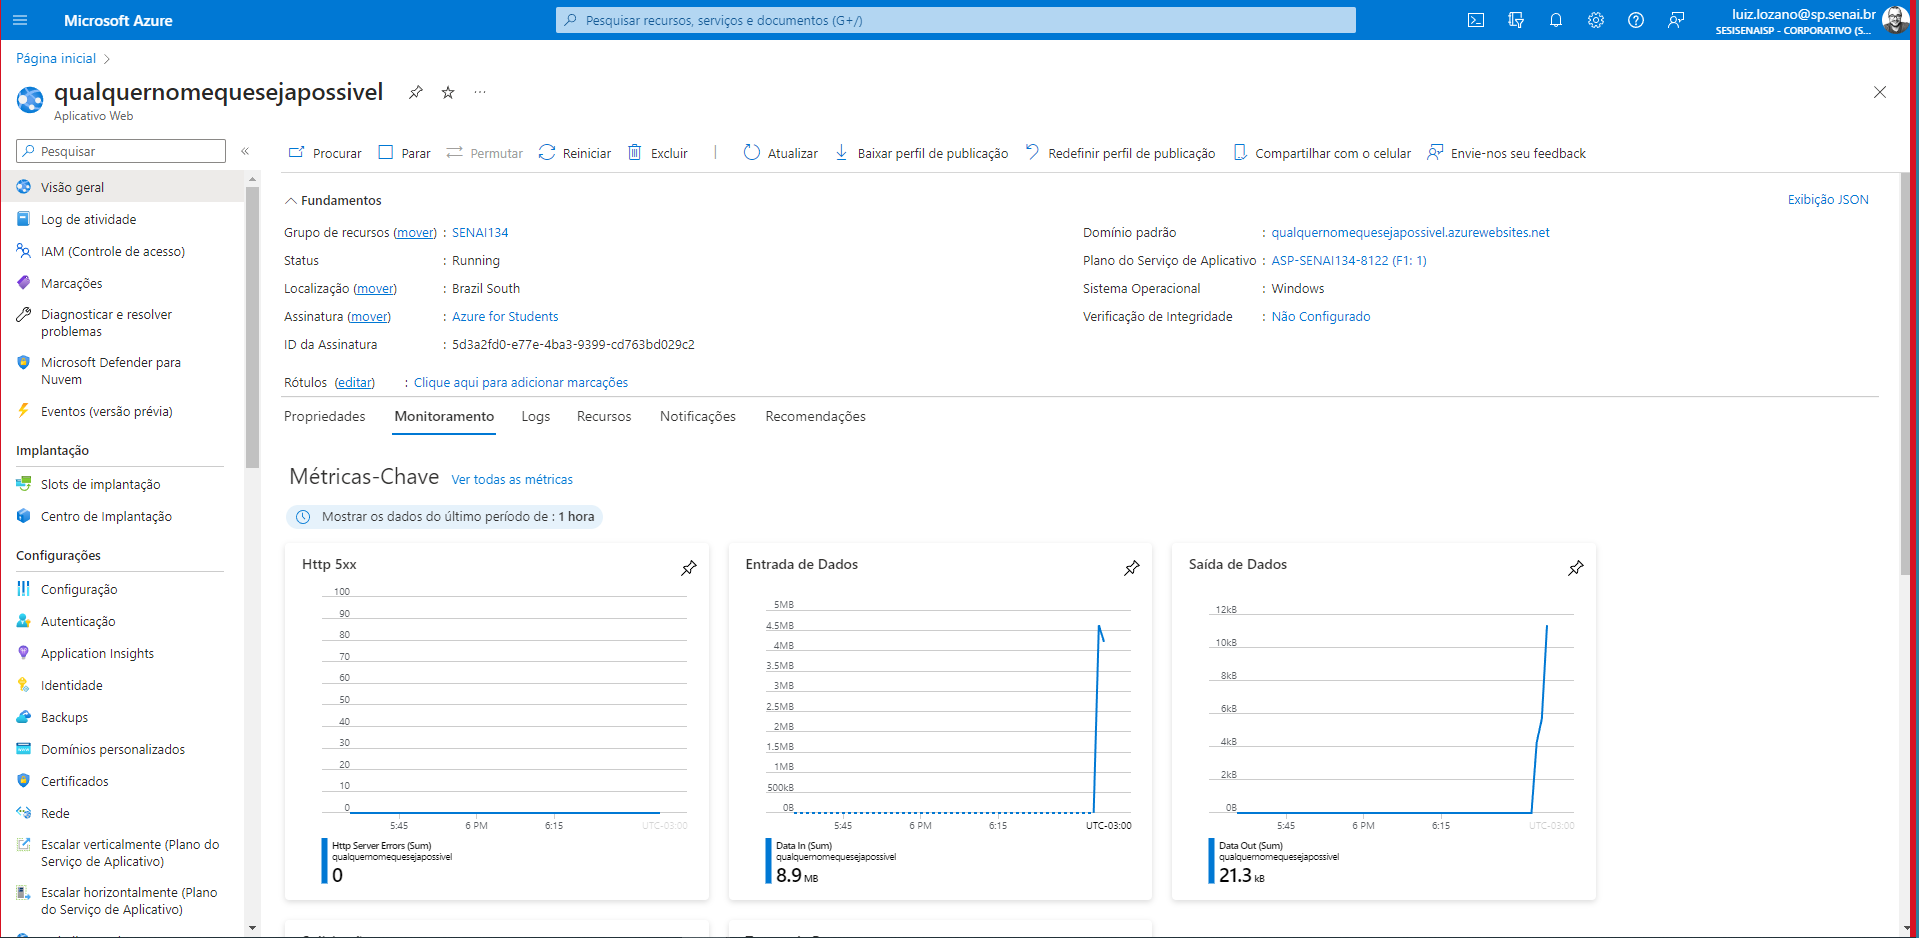 Microsoft Azure
Pesquisar recursos, serviços e documentos (G+/)
luiz.lozano@sp.senai.br
SESISENAISP - CORPORATIVO (S...
Página inicial
qualquernomequesejapossivel
Aplicativo Web
Pesquisar
Procurar Parar Permutar Reiniciar Excluir Atualizar Baixar perfil de publicação Redefinir perfil de publicação Compartilhar com o celular Envie-nos seu feedback
Visão geral
Log de atividade
IAM (Controle de acesso)
Marcações
Diagnosticar e resolver
problemas
Microsoft Defender para
Nuvem
Eventos (versão prévia)
Implantação
Slots de implantação
Centro de Implantação
Configurações
Configuração
Autenticação
Application Insights
Identidade
Backups
Domínios personalizados
Certificados
Rede
Escalar verticalmente (Plano do
Serviço de Aplicativo)
Escalar horizontalmente (Plano
do Serviço de Aplicativo)
Fundamentos
Exibição JSON
Grupo de recursos (mover) : SENAI134
Status : Running
Localização (mover) : Brazil South
Assinatura (mover) : Azure for Students
ID da Assinatura : 5d3a2fd0-e77e-4ba3-9399-cd763bd029c2
Domínio padrão : qualquernomequesejapossivel.azurewebsites.net
Plano do Serviço de Aplicativo : ASP-SENAI134-8122 (F1: 1)
Sistema Operacional : Windows
Verificação de Integridade : Não Configurado
Rótulos (editar) : Clique aqui para adicionar marcações
Propriedades Monitoramento Logs Recursos Notificações Recomendações
Métricas-Chave Ver todas as métricas
Mostrar os dados do último período de : 1 hora
Http 5xx
100
90
80
70
60
50
40
30
20
10
0
5:45 6 PM 6:15 UTC-03:00
Http Server Errors (Sum)
qualquernomequesejapossivel
0
Entrada de Dados
5MB
4.5MB
4MB
3.5MB
3MB
2.5MB
2MB
1.5MB
1MB
500kB
0B
5:45 6 PM 6:15 UTC-03:00
Data In (Sum)
qualquernomequesejapossivel
8.9 MB
Saída de Dados
12kB
10kB
8kB
6kB
4kB
2kB
0B
5:45 6 PM 6:15 UTC-03:00
Data Out (Sum)
qualquernomequesejapossivel
21.3 kB